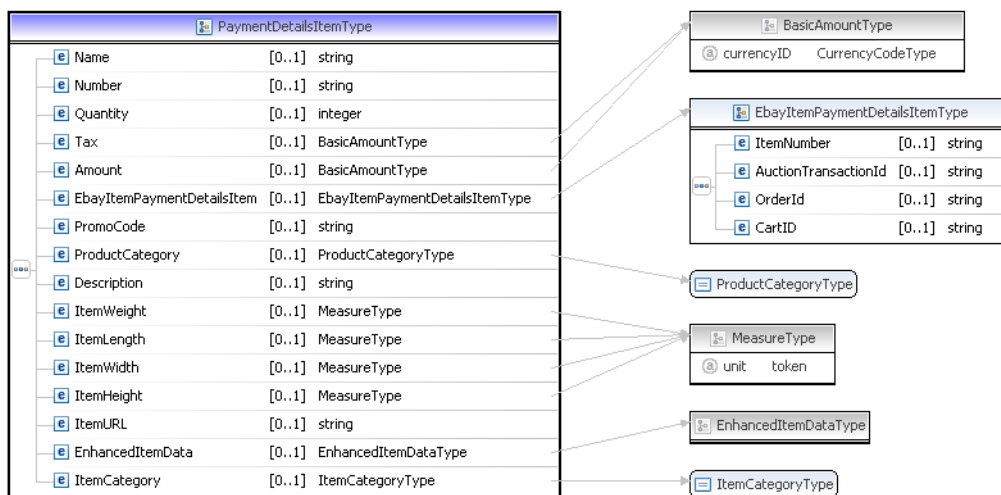 PaymentDetailsItemType
e Name [0..1] string
e Number [0..1] string
e Quantity [0..1] integer
e Tax [0..1] BasicAmountType
e Amount [0..1] BasicAmountType
e EbayItemPaymentDetailsItem [0..1] EbayItemPaymentDetailsItemType
e PromoCode [0..1] string
e ProductCategory [0..1] ProductCategoryType
e Description [0..1] string
e ItemWeight [0..1] MeasureType
e ItemLength [0..1] MeasureType
e ItemWidth [0..1] MeasureType
e ItemHeight [0..1] MeasureType
e ItemURL [0..1] string
e EnhancedItemData [0..1] EnhancedItemDataType
e ItemCategory [0..1] ItemCategoryType
BasicAmountType
a currencyID CurrencyCodeType
EbayItemPaymentDetailsItemType
e ItemNumber [0..1] string
e AuctionTransactionId [0..1] string
e OrderId [0..1] string
e CartID [0..1] string
ProductCategoryType
MeasureType
a unit token
EnhancedItemDataType
ItemCategoryType